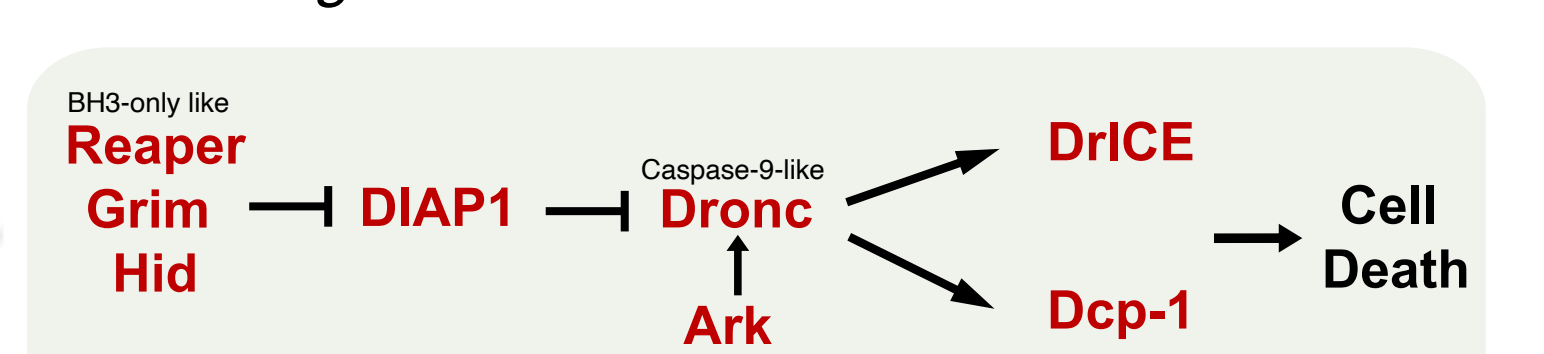 BH3-only like
Reaper
Grim
Hid
DIAP1
Caspase-9-like
Dronc
Ark
DrICE
Dcp-1
Cell
Death